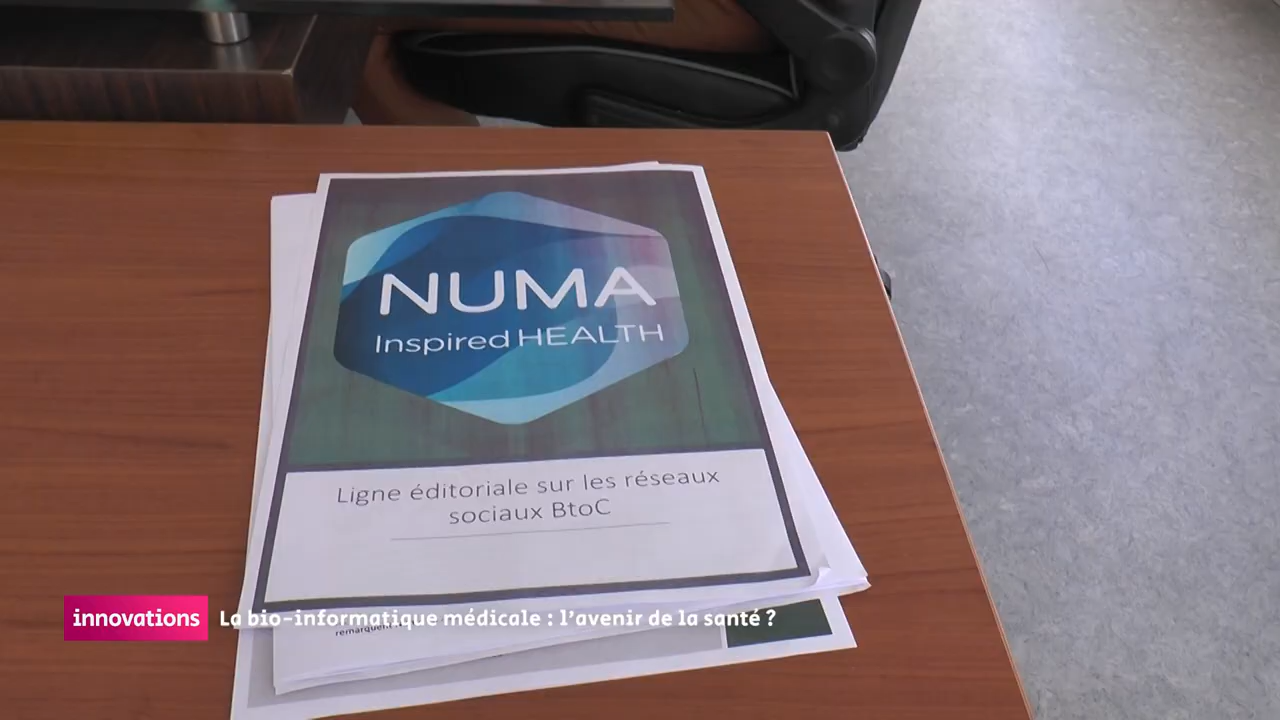 NUMA
Inspired HEALTH
Ligne éditoriale sur les réseaux
sociaux BtoC
innovations
La bio-informatique médicale : l'avenir de la santé ?